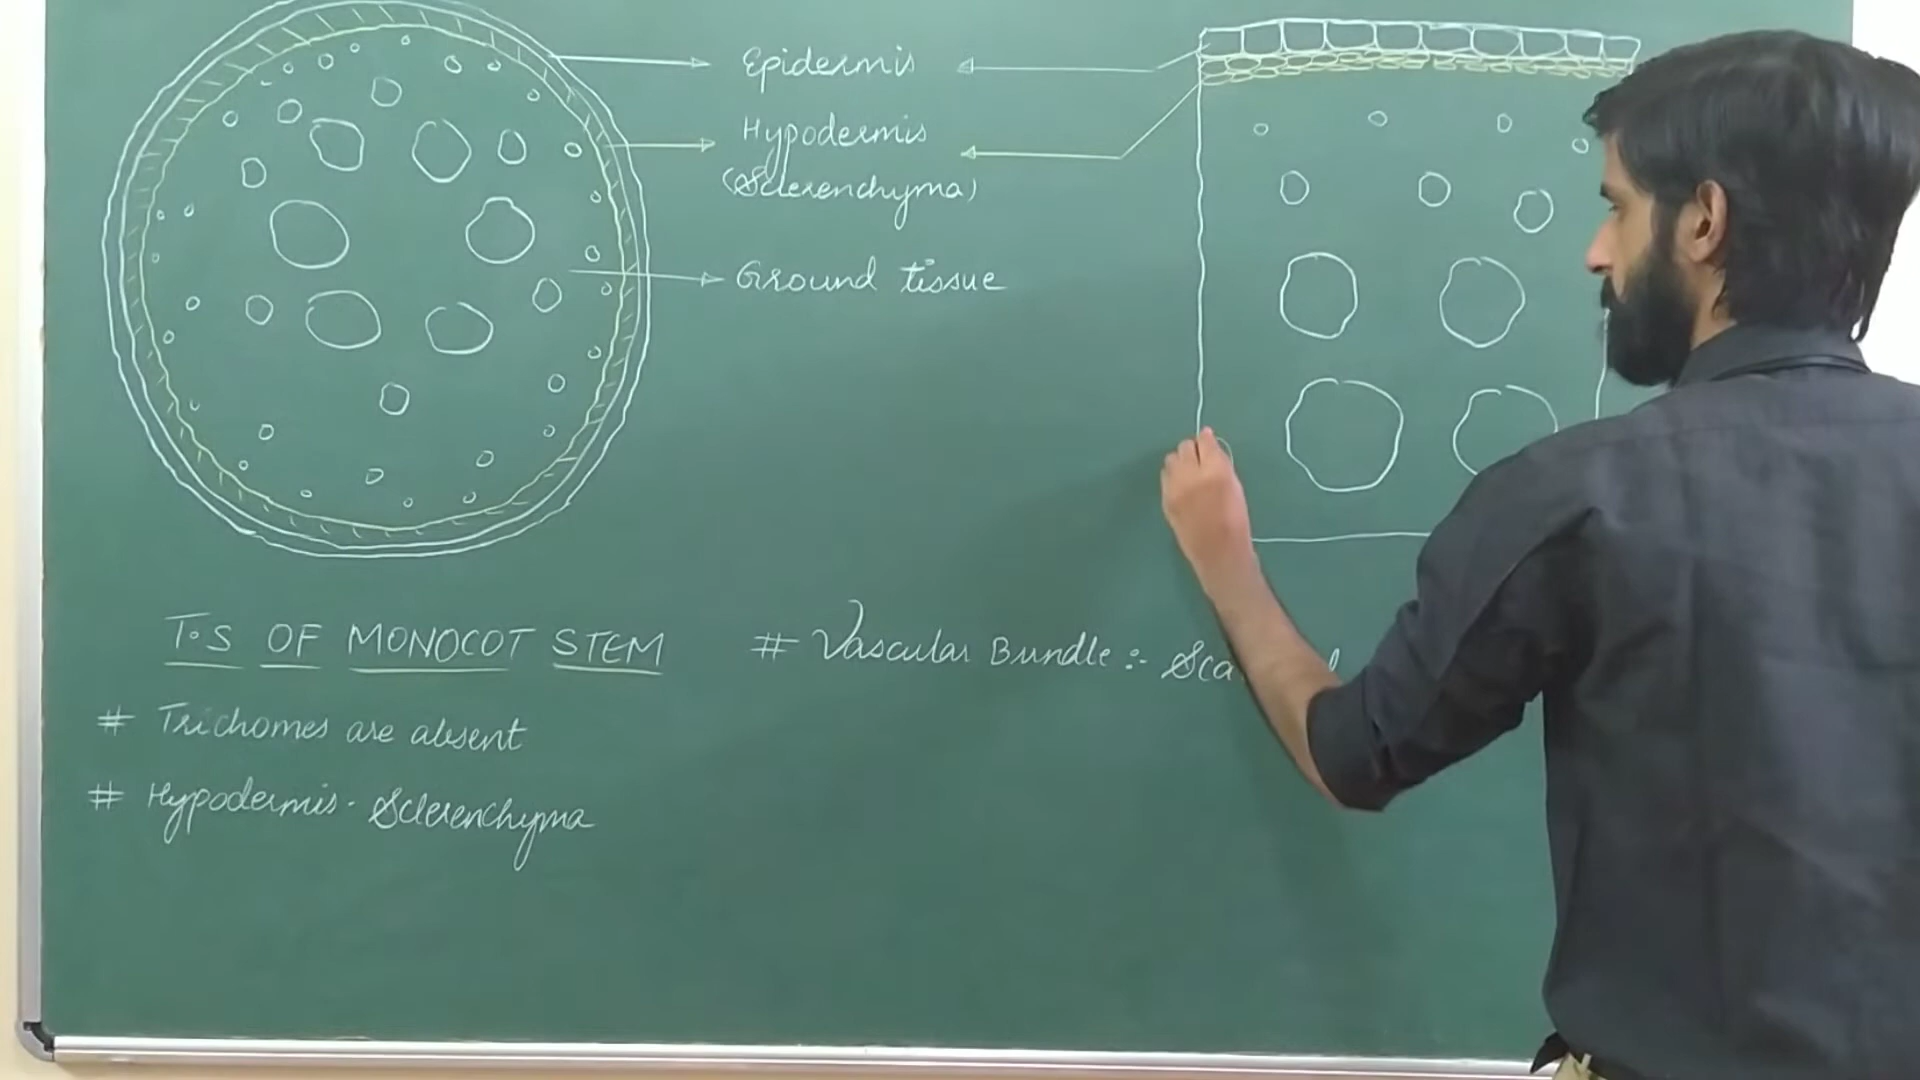 Epidermis
Hypodermis
(Sclerenchyma)
Ground tissue
T.S OF MONOCOT STEM
# Trichomes are absent
# Hypodermis - Sclerenchyma
# Vascular Bundle :-